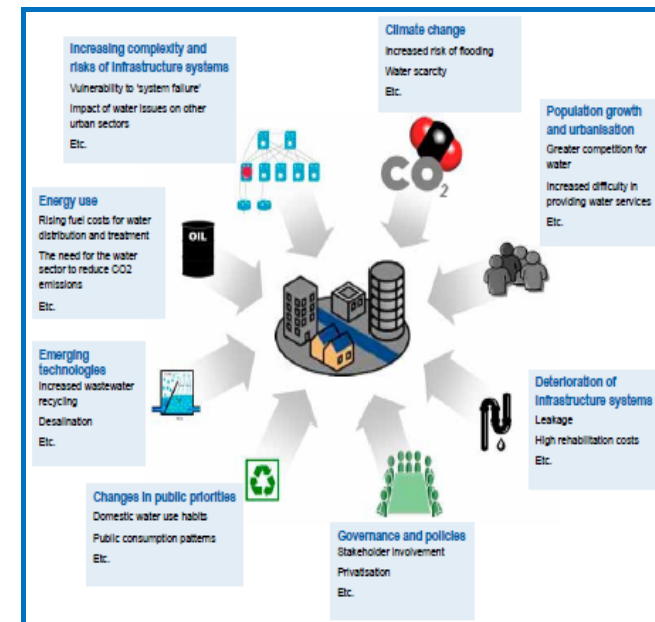 Climate change
Increased risk of flooding
Water scarcity
Etc.
Increasing complexity and
risks of infrastructure systems
Vulnerability to 'system failure'
Impact of water issues on other
urban sectors
Etc.
Population growth
and urbanisation
Greater competition for
water
Increased difficulty in
providing water services
Etc.
CO2
Energy use
Rising fuel costs for water
distribution and treatment
The need for the water
sector to reduce CO2
emissions
Etc.
OIL
Emerging
technologies
Increased wastewater
recycling
Desalination
Etc.
Deterioration of
infrastructure systems
Leakage
High rehabilitation costs
Etc.
Changes in public priorities
Domestic water use habits
Public consumption patterns
Etc.
Governance and policies
Stakeholder involvement
Privatisation
Etc.